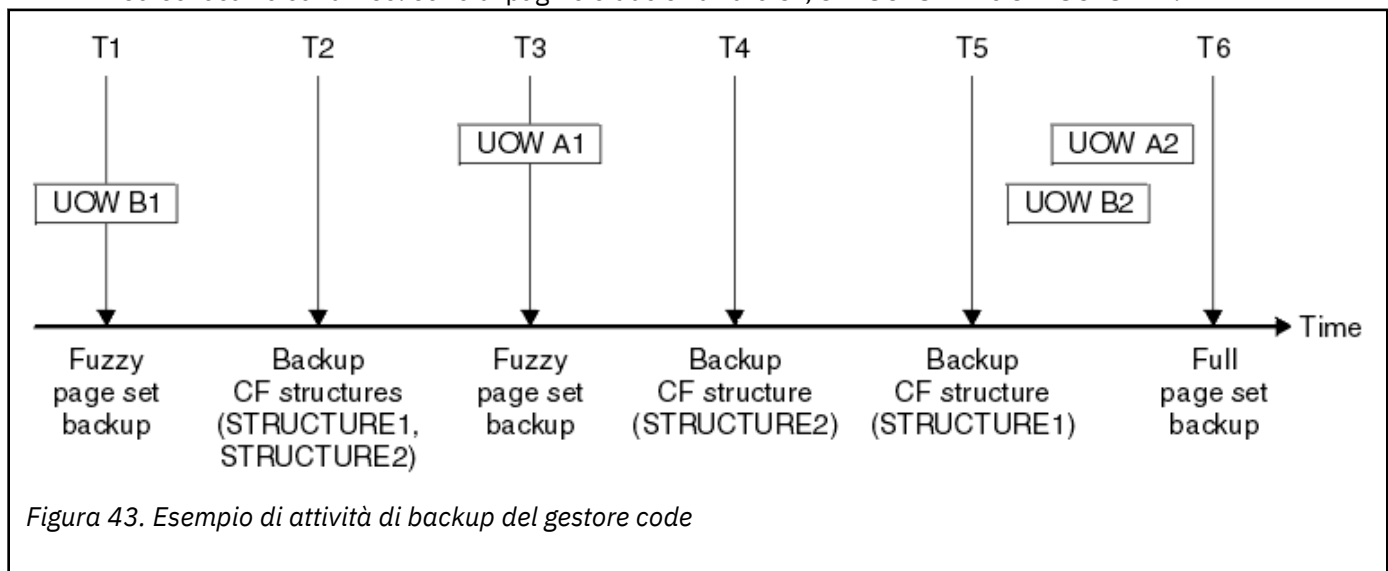 T1 T2 T3 T4 T5 T6
UOW A1
UOW A2
UOW B1
UOW B2
Time
Fuzzy
page set
backup
Backup
CF structures
(STRUCTURE1,
STRUCTURE2)
Fuzzy
page set
backup
Backup
CF structure
(STRUCTURE2)
Backup
CF structure
(STRUCTURE1)
Full
page set
backup
Figura 43. Esempio di attività di backup del gestore code